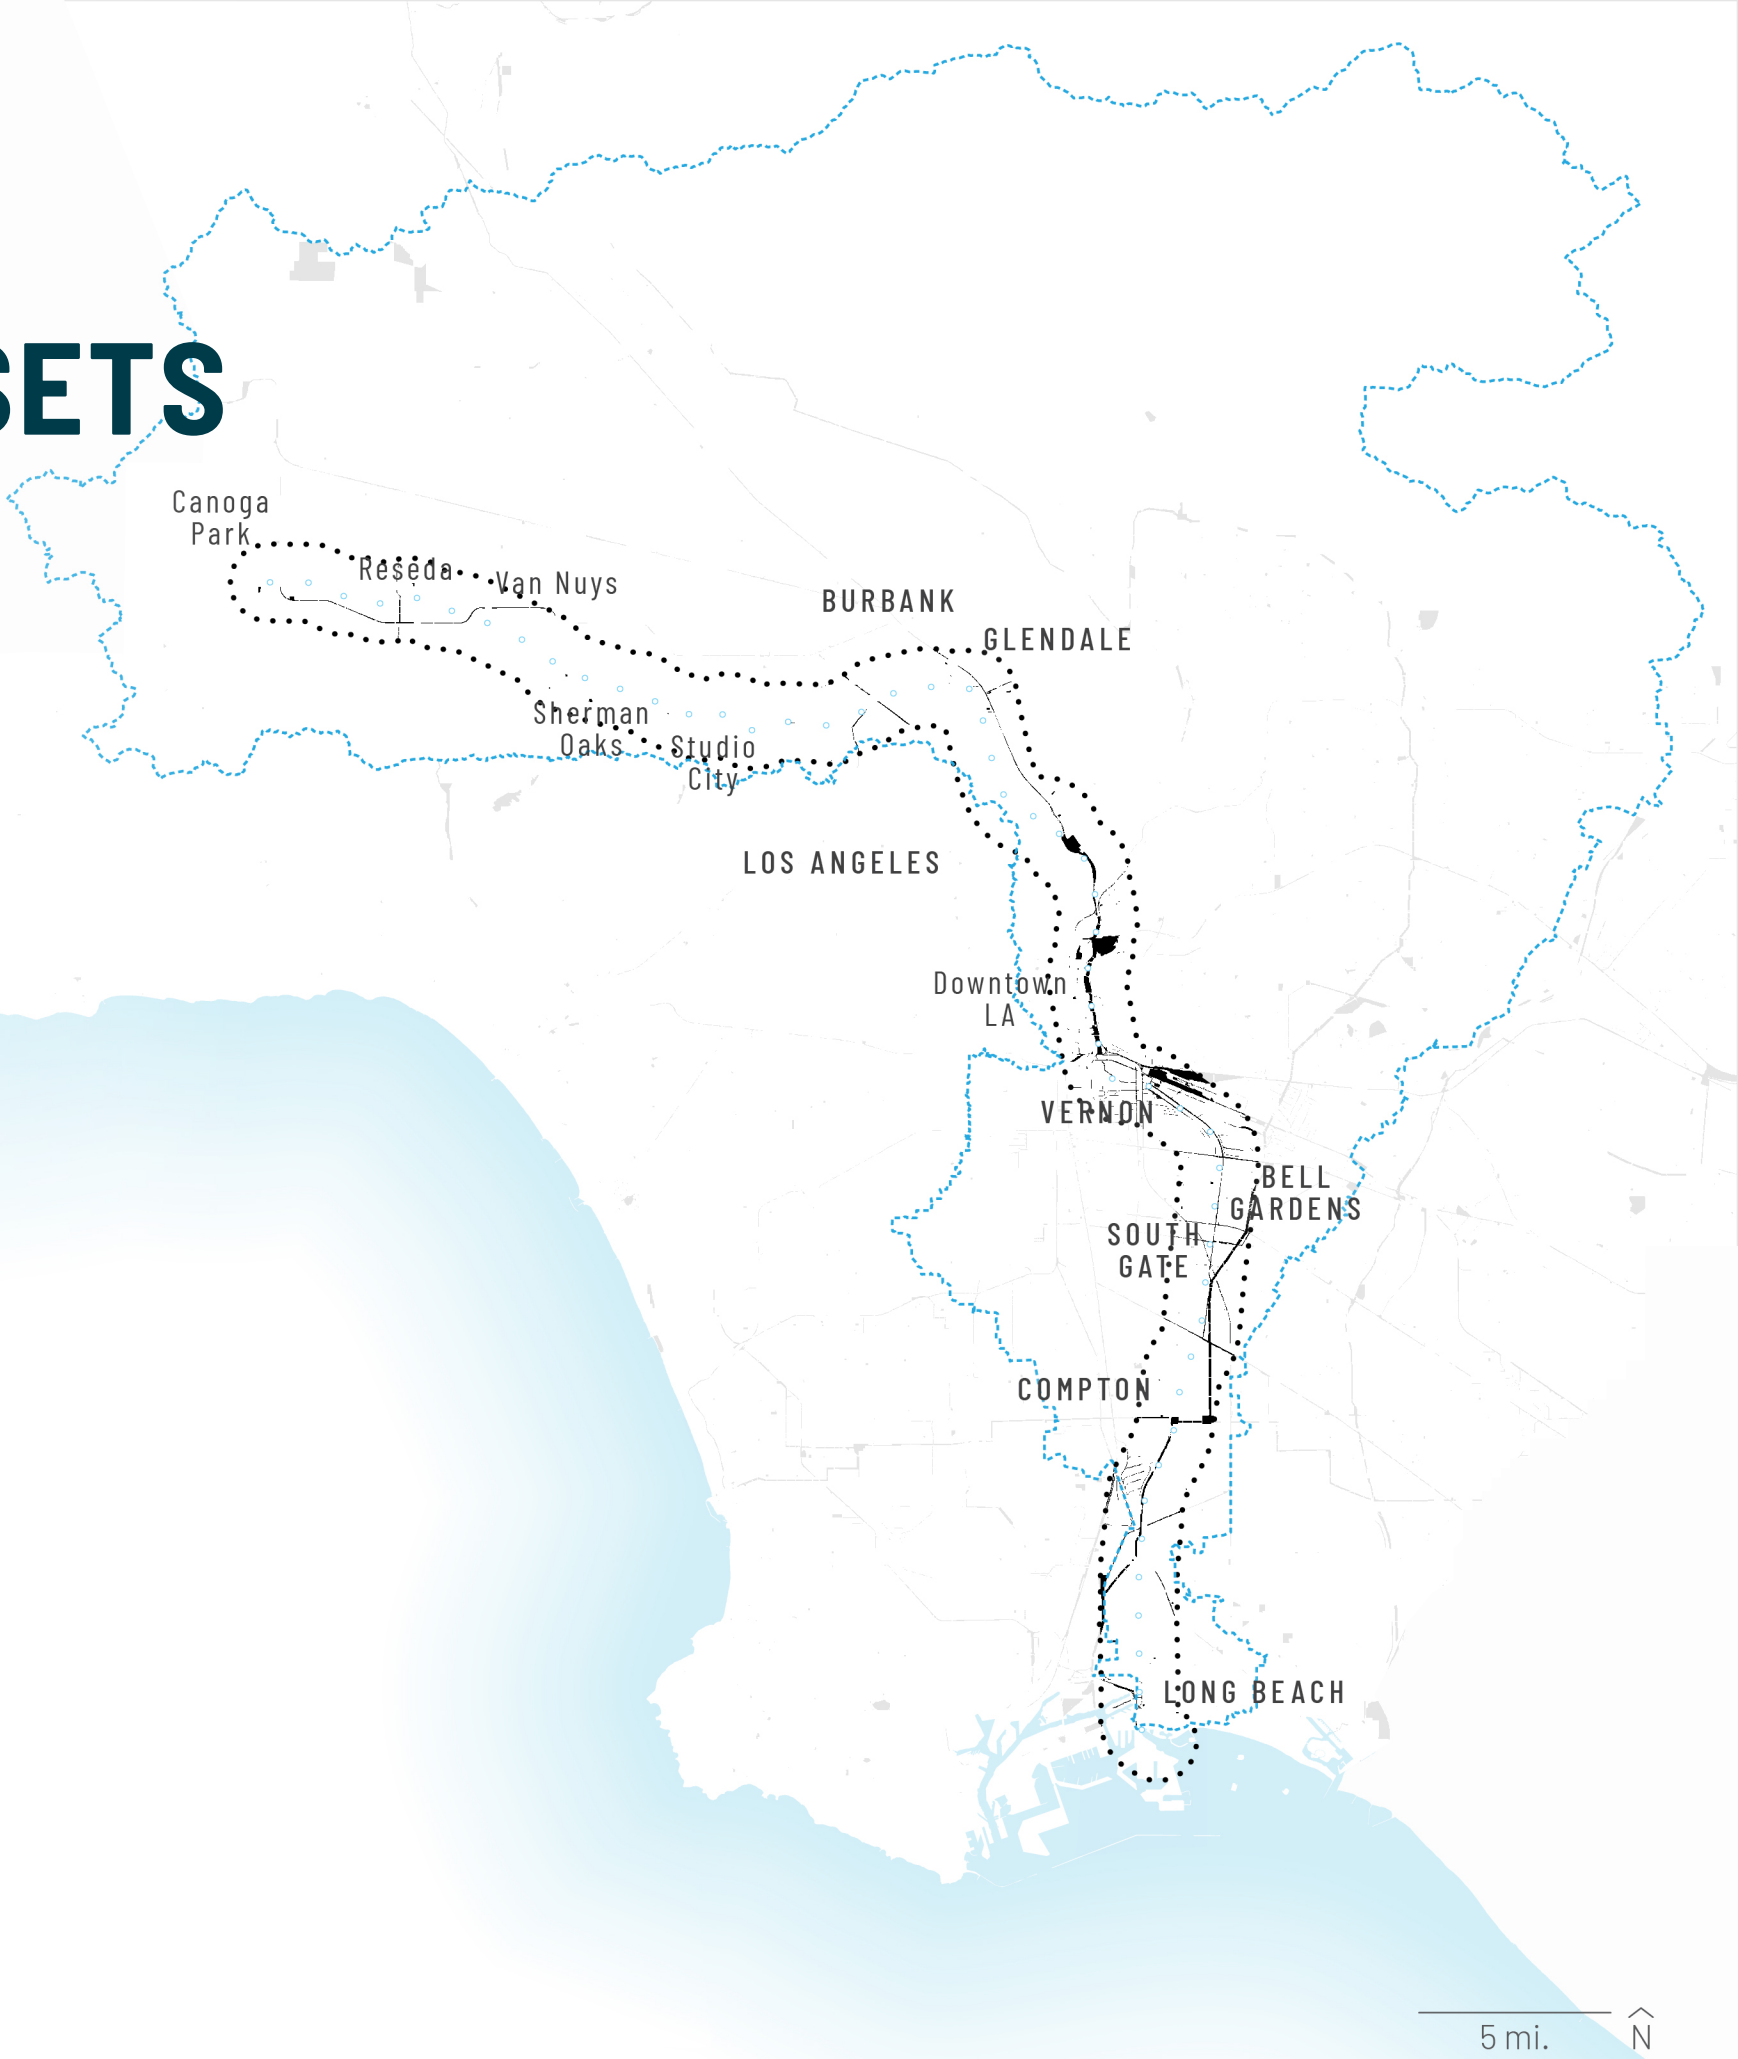 SETS
Canoga
Park
Reseda
Van Nuys
BURBANK
GLENDALE
Sherman
Oaks
Studio
City
LOS ANGELES
Downtown
LA
VERNON
BELL
GARDENS
SOUTH
GATE
COMPTON
LONG BEACH
5 mi.
N